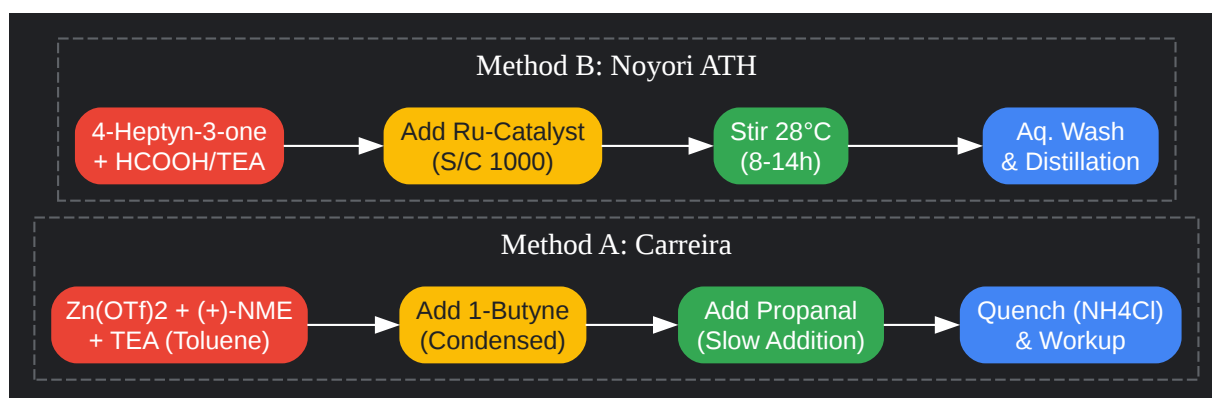 Method B: Noyori ATH
4-Heptyn-3-one
+ HCOOH/TEA
Add Ru-Catalyst
(S/C 1000)
Stir 28°C
(8-14h)
Aq. Wash
& Distillation
Method A: Carreira
Zn(OTf)2 + (+)-NME
+ TEA (Toluene)
Add 1-Butyne
(Condensed)
Add Propanal
(Slow Addition)
Quench (NH4Cl)
& Workup